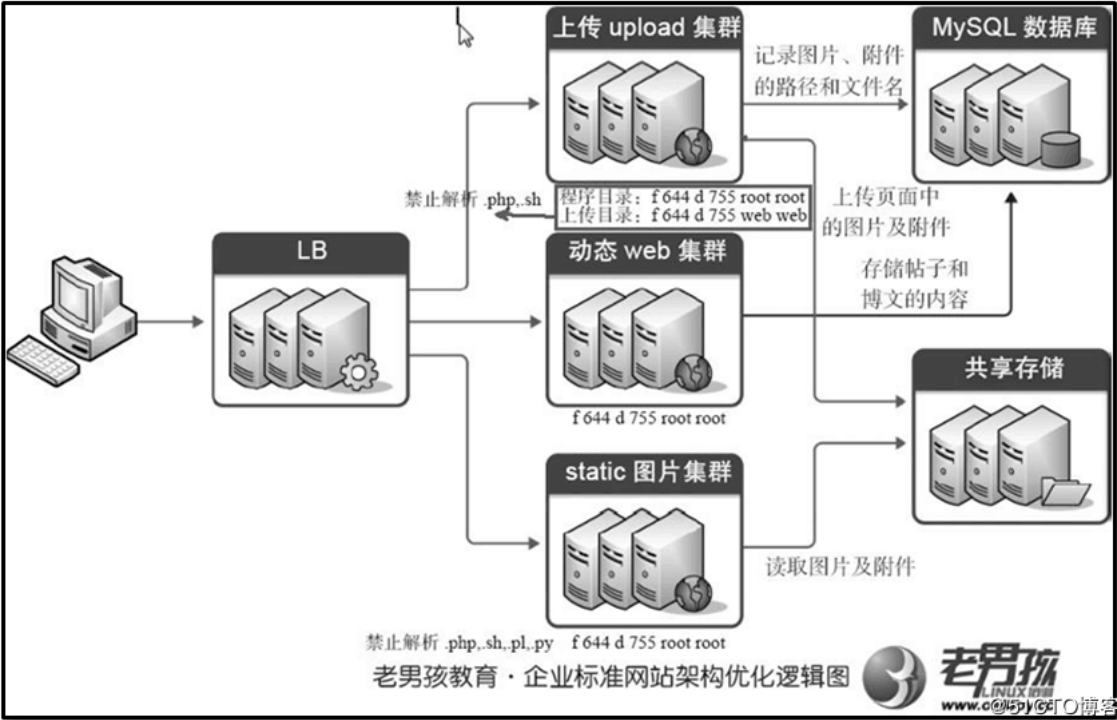 上传 upload 集群
MySQL 数据库
记录图片、附件
的路径和文件名
禁止解析 .php,.sh
程序目录：f 644 d 755 root root
上传目录：f 644 d 755 web web
上传页面中
的图片及附件
LB
动态 web 集群
存储帖子和
博文的内容
f 644 d 755 root root
共享存储
static 图片集群
读取图片及附件
禁止解析 .php,.sh,.pl,.py
f 644 d 755 root root
老男孩教育·企业标准网站架构优化逻辑图
老男孩
@51CTO博客